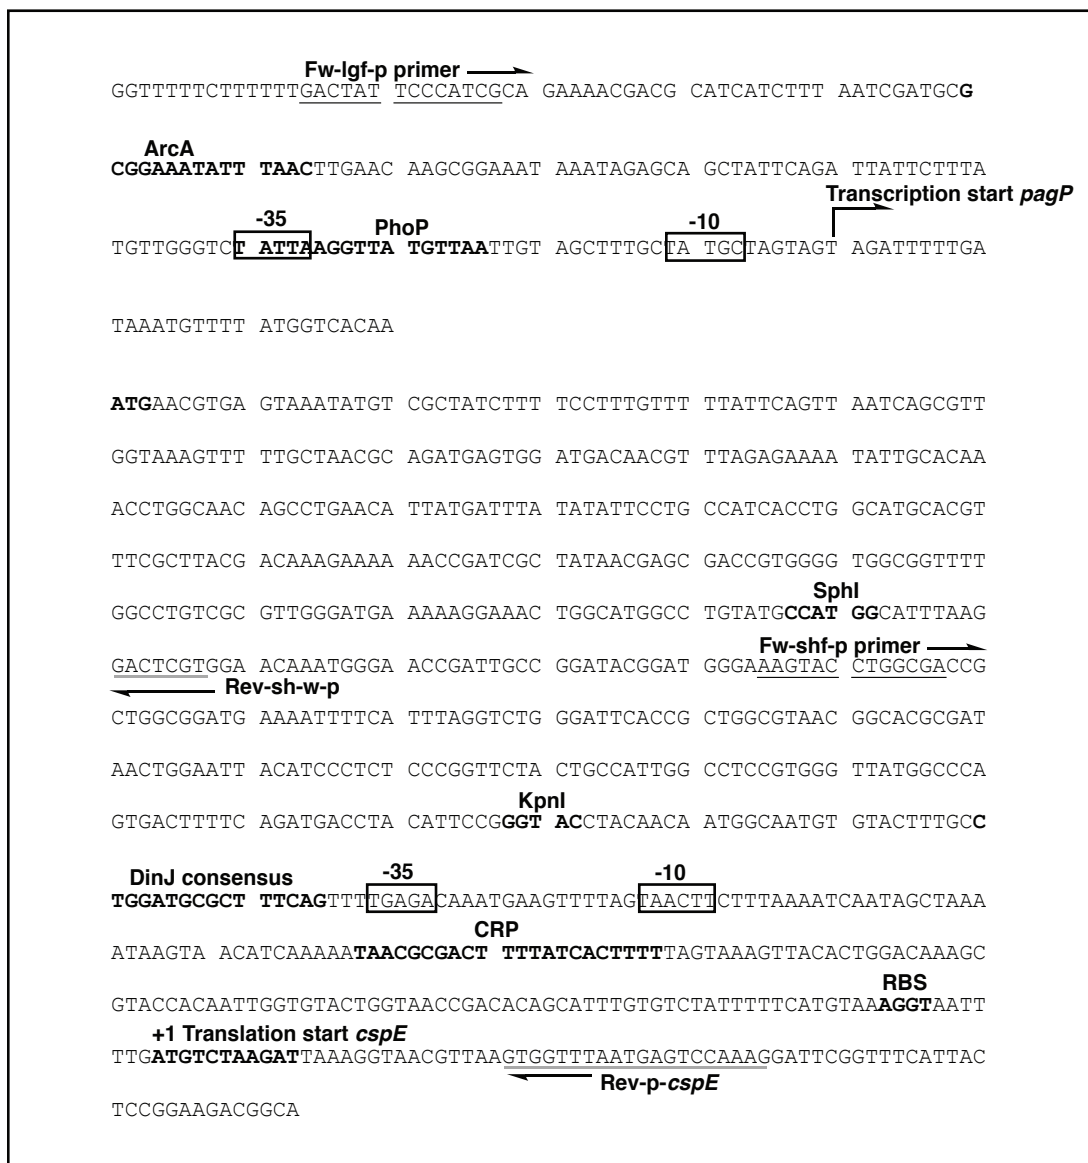 Fw-lgf-p primer
GGTTTTTCTTTTTTGACTAT TCCCATCGCA GAAAACGACG CATCATCTTT AATCGATGCG
ArcA
CGGAAATATT TAACTTGAAC AAGCGGAAAT AAATAGAGCA GCTATTCAGA TTATTCTTTA
Transcription start pagP
-35 PhoP -10
TGTTGGGTCT ATTAAGGTTA TGTTAATTGT AGCTTTGCTA TGCTAGTAGT AGATTTTTGA
TAAATGTTTT ATGGTCACAA
ATGAACGTGA GTAAATATGT CGCTATCTTT TCCTTTGTTT TTATTCAGTT AATCAGCGTT
GGTAAAGTTT TTGCTAACGC AGATGAGTGG ATGACAACGT TTAGAGAAAA TATTGCACAA
ACCTGGCAAC AGCCTGAACA TTATGATTTA TATATTCCTG CCATCACCTG GCATGCACGT
TTCGCTTACG ACAAAGAAAA AACCGATCGC TATAACGAGC GACCGTGGGG TGGCGGTTTT
SphI
GGCCTGTCGC GTTGGGATGA AAAAGGAAAC TGGCATGGCC TGTATGCCAT GGCATTTAAG
Fw-shf-p primer
GACTCGTGGA ACAAATGGGA ACCGATTGCC GGATACGGAT GGGAAAGTAC CTGGCGACCG
Rev-sh-w-p
CTGGCGGATG AAAATTTTCA TTTAGGTCTG GGATTCACCG CTGGCGTAAC GGCACGCGAT
AACTGGAATT ACATCCCTCT CCCGGTTCTA CTGCCATTGG CCTCCGTGGG TTATGGCCCA
KpnI
GTGACTTTTC AGATGACCTA CATTCCGGGT ACCTACAACA ATGGCAATGT GTACTTTGCC
DinJ consensus -35 -10
TGGATGCGCT TTCAGTTTTGAGACAAATGAAGTTTTAGTAACTTCTTTAAAATCAATAGCTAAA
CRP
ATAAGTA ACATCAAAAATAACGCGACT TTTATCACTTTTTAGTAAAGTTACACTGGACAAAGC
RBS
GTACCACAATTGGTGTACTGGTAACCGACACAGCATTTGTGTCTATTTTTCATGTAAAGGTAATT
+1 Translation start cspE
TTGATGTCTAAGATTAAAGGTAACGTTAAGTGGTTTAATGAGTCCAAAGGATTCGGTTTCATTAC
Rev-p-cspE
TCCGGAAGACGGCA